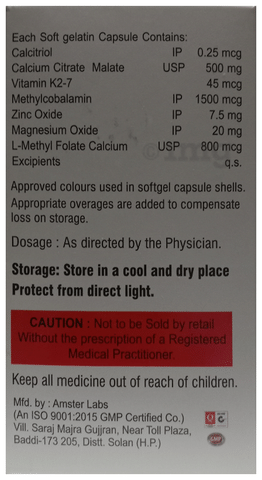 Each Soft gelatin Capsule Contains:
Calcitriol IP 0.25 mcg
Calcium Citrate Malate USP 500 mg
Vitamin K2-7 45 mcg
Methylcobalamin IP 1500 mcg
Zinc Oxide IP 7.5 mg
Magnesium Oxide IP 20 mg
L-Methyl Folate Calcium USP 800 mcg
Excipients q.s.
Approved colours used in softgel capsule shells.
Appropriate overages are added to compensate
loss on storage.
Dosage : As directed by the Physician.
Storage: Store in a cool and dry place
Protect from direct light.
CAUTION : Not to be Sold by retail
Without the prescription of a Registered
Medical Practitioner.
Keep all medicine out of reach of children.
Mfd. by : Amster Labs
(An ISO 9001:2015 GMP Certified Co.)
Vill. Saraj Majra Gujjran, Near Toll Plaza,
Baddi-173 205, Distt. Solan (H.P.)
GMP